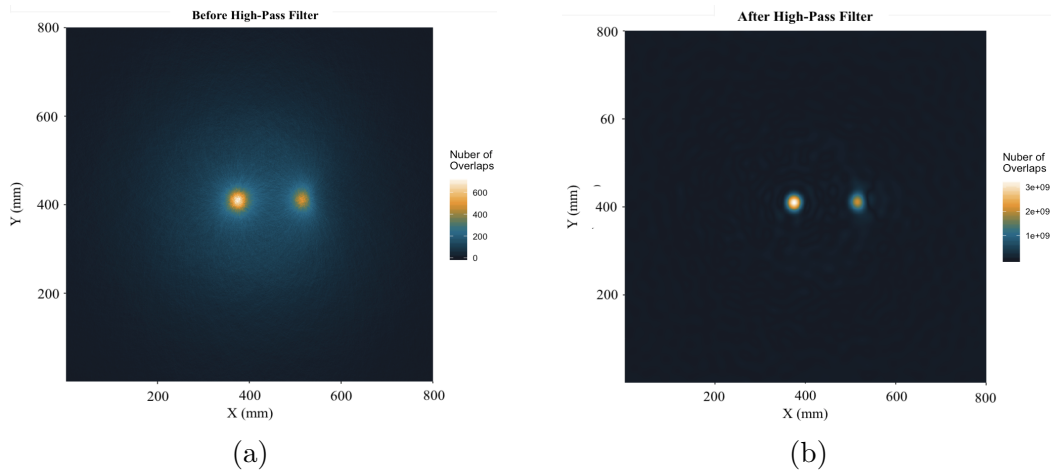 Before High-Pass Filter
800
600
400
200
Y (mm)
200
400
600
800
X (mm)
Nuber of
Overlaps
600
400
200
0
(a)
After High-Pass Filter
800
60
400
200
Y (mm)
200
400
600
800
X (mm)
Nuber of
Overlaps
3e+09
2e+09
1e+09
(b)